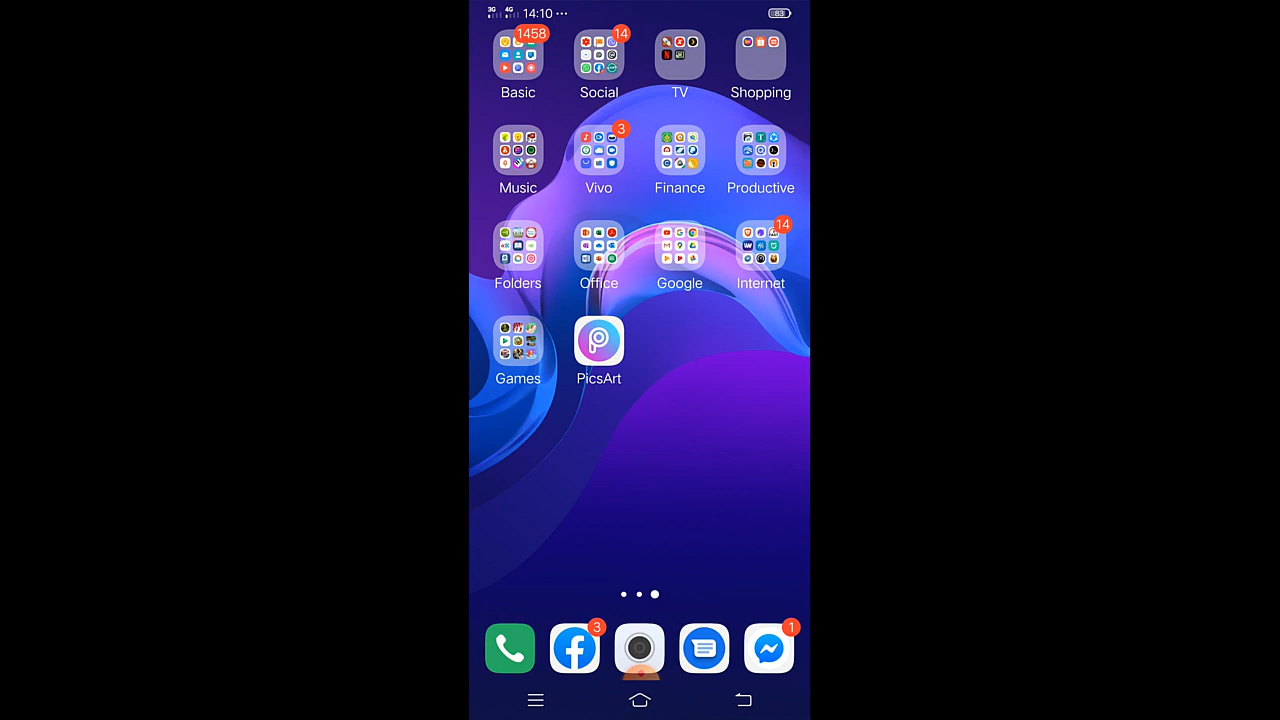 3G 4G 14:10 ... 83
1458 14
Basic Social TV Shopping
3
Music Vivo Finance Productive
14
Folders Office Google Internet
Games PicsArt
3 1